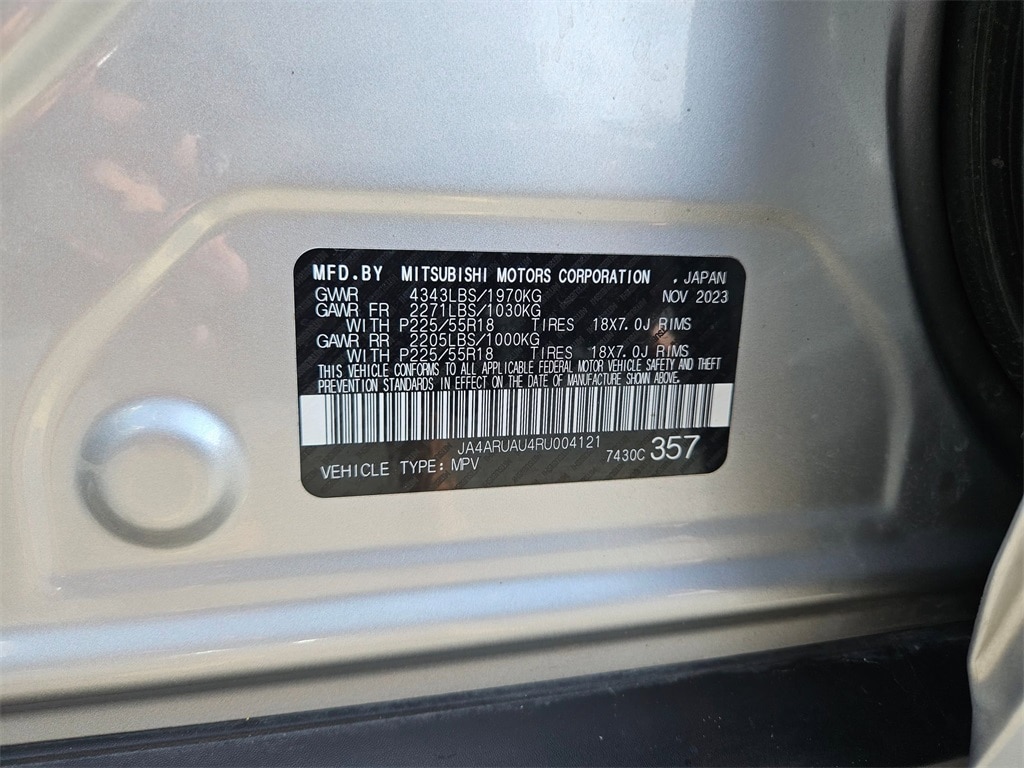 MFD.BY MITSUBISHI MOTORS CORPORATION , JAPAN
GVWR 4343LBS/1970KG NOV 2023
GAWR FR 2271LBS/1030KG
WITH P225/55R18 TIRES 18X7.0J RIMS
GAWR RR 2205LBS/1000KG
WITH P225/55R18 TIRES 18X7.0J RIMS
THIS VEHICLE CONFORMS TO ALL APPLICABLE FEDERAL MOTOR VEHICLE SAFETY AND THEFT
PREVENTION STANDARDS IN EFFECT ON THE DATE OF MANUFACTURE SHOWN ABOVE.
JA4ARUAU4RU004121
VEHICLE TYPE: MPV 7430C 357